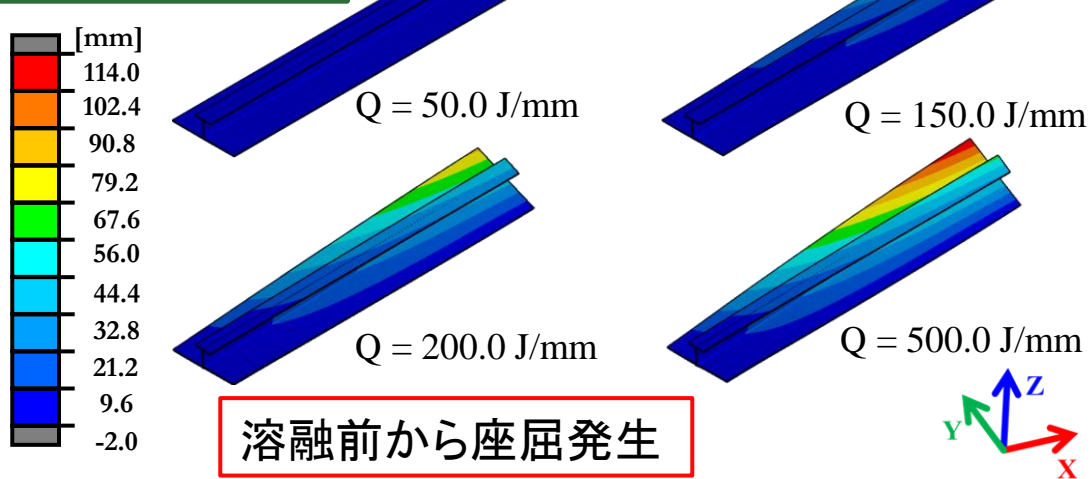 [mm]
114.0
102.4
90.8
79.2
67.6
56.0
44.4
32.8
21.2
9.6
-2.0
Q = 50.0 J/mm
Q = 150.0 J/mm
Q = 200.0 J/mm
Q = 500.0 J/mm
溶融前から座屈発生
Z
Y
X